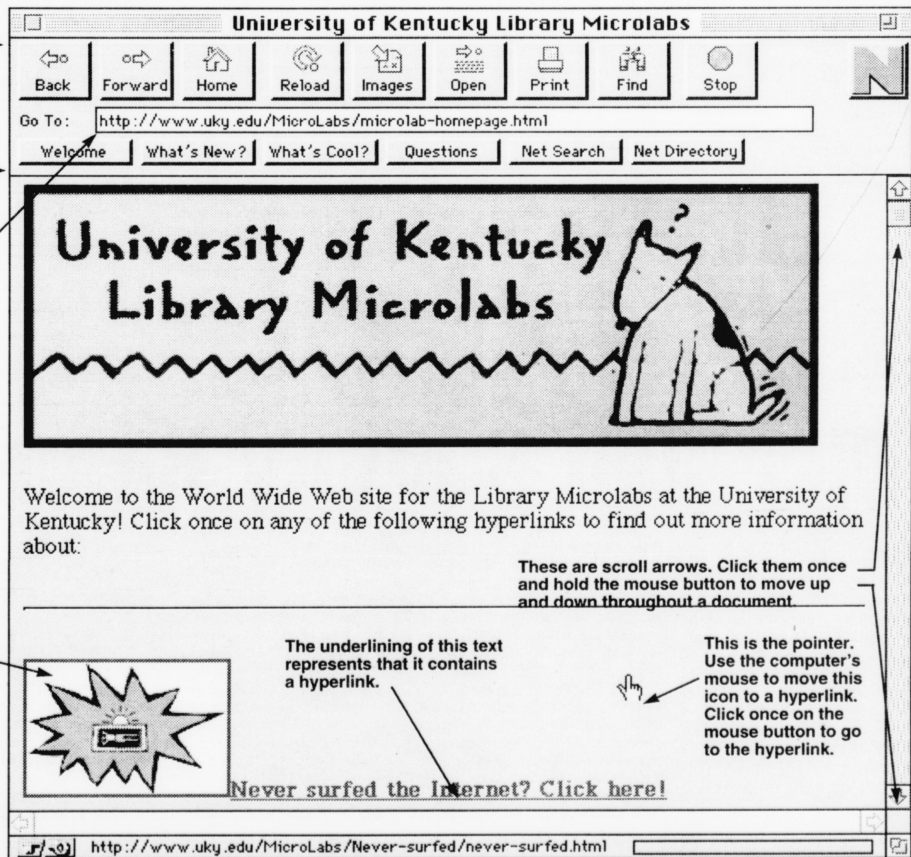 University of Kentucky Library Microlabs
Back Forward Home Reload Images Open Print Find Stop
N
Go To: http://www.uky.edu/MicroLabs/microlab-homepage.html
Welcome What's New? What's Cool? Questions Net Search Net Directory
University of Kentucky
Library Microlabs
?
Welcome to the World Wide Web site for the Library Microlabs at the University of
Kentucky! Click once on any of the following hyperlinks to find out more information
about:
These are scroll arrows. Click them once
and hold the mouse button to move up
and down throughout a document.
The underlining of this text
represents that it contains
a hyperlink.
This is the pointer.
Use the computer's
mouse to move this
icon to a hyperlink.
Click once on the
mouse button to go
to the hyperlink.
Never surfed the Internet? Click here!
http://www.uky.edu/MicroLabs/Never-surfed/never-surfed.html